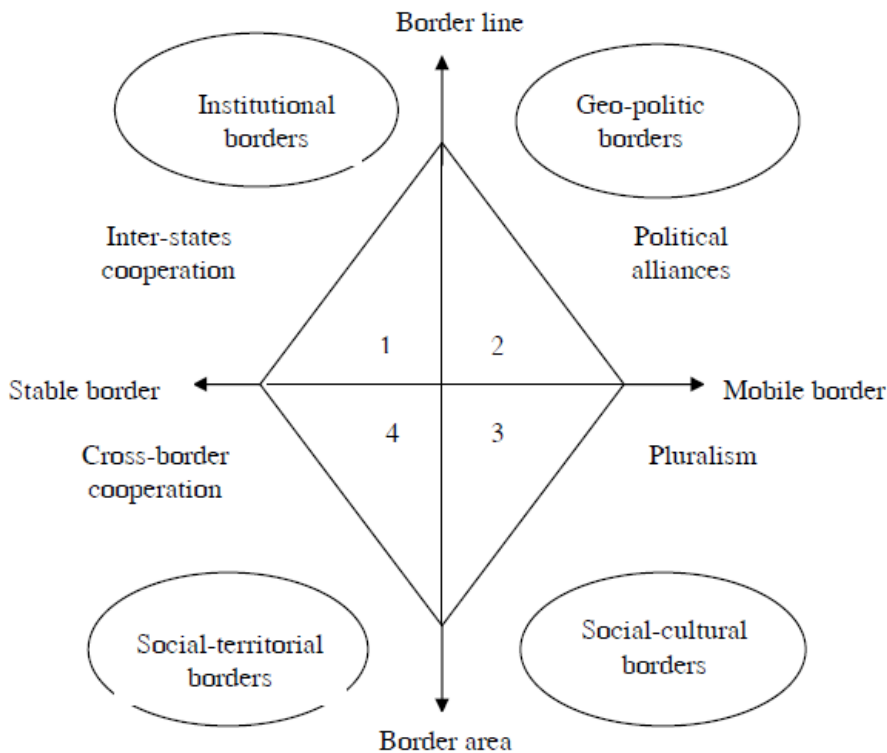 Border line
Institutional
borders
Geo-politic
borders
Inter-states
cooperation
Political
alliances
1
2
Stable border
Mobile border
4
3
Cross-border
cooperation
Pluralism
Social-territorial
borders
Social-cultural
borders
Border area